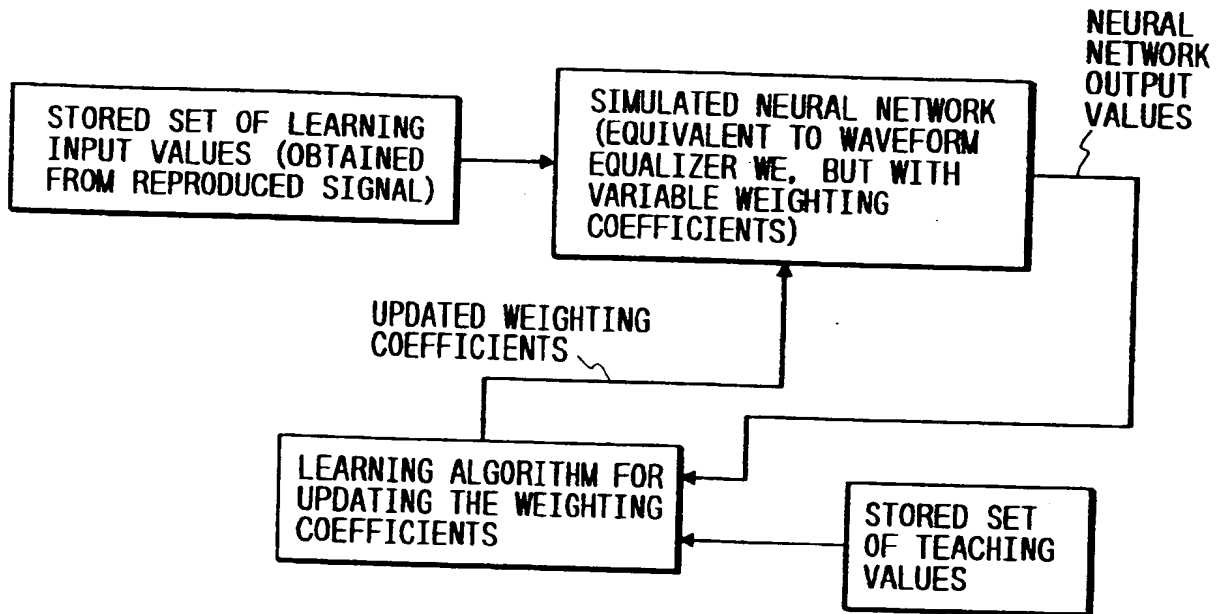 NEURAL
NETWORK
OUTPUT
VALUES
STORED SET OF LEARNING
INPUT VALUES (OBTAINED
FROM REPRODUCED SIGNAL)
SIMULATED NEURAL NETWORK
(EQUIVALENT TO WAVEFORM
EQUALIZER WE, BUT WITH
VARIABLE WEIGHTING
COEFFICIENTS)
UPDATED WEIGHTING
COEFFICIENTS
LEARNING ALGORITHM FOR
UPDATING THE WEIGHTING
COEFFICIENTS
STORED SET
OF TEACHING
VALUES